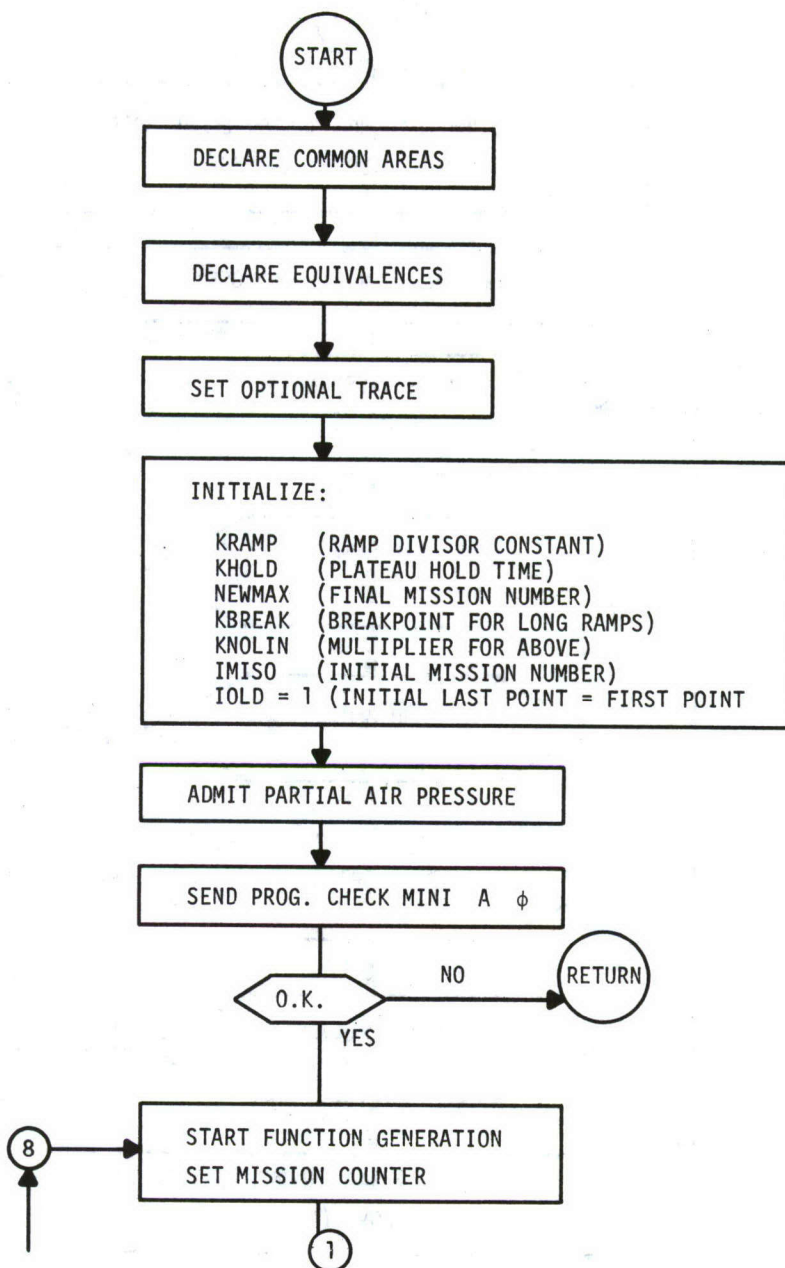 START
DECLARE COMMON AREAS
DECLARE EQUIVALENCES
SET OPTIONAL TRACE
INITIALIZE:
KRAMP (RAMP DIVISOR CONSTANT)
KHOLD (PLATEAU HOLD TIME)
NEWMAX (FINAL MISSION NUMBER)
KBREAK (BREAKPOINT FOR LONG RAMPS)
KNOLIN (MULTIPLIER FOR ABOVE)
IMISO (INITIAL MISSION NUMBER)
IOLD = 1 (INITIAL LAST POINT = FIRST POINT
ADMIT PARTIAL AIR PRESSURE
SEND PROG. CHECK MINI A ϕ
O.K.
NO
RETURN
YES
8
START FUNCTION GENERATION
SET MISSION COUNTER
1